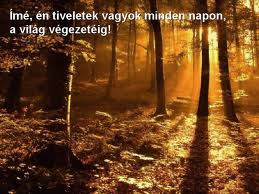 Ímé, én tiveletek vagyok minden napon,
a világ végezetéig!